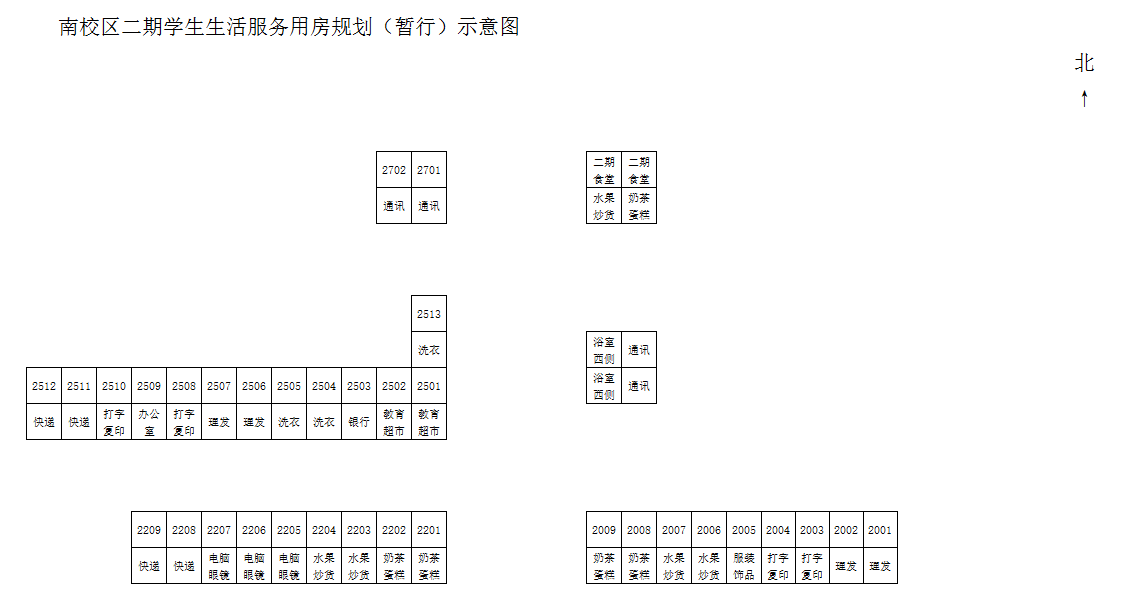 南校区二期学生生活服务用房规划（暂行）示意图
北
↑
2702 2701
通讯 通讯
二期 二期
食堂 食堂
水果 奶茶
炒货 蛋糕
2513
洗衣
浴室 通讯
西侧
浴室 通讯
西侧
2512 2511 2510 2509 2508 2507 2506 2505 2504 2503 2502 2501
快递 快递 打字 办公 打字 理发 理发 洗衣 洗衣 银行 教育 教育
复印 室 复印 超市 超市
2209 2208 2207 2206 2205 2204 2203 2202 2201
快递 快递 电脑 电脑 电脑 水果 水果 奶茶 奶茶
眼镜 眼镜 眼镜 炒货 炒货 蛋糕 蛋糕
2009 2008 2007 2006 2005 2004 2003 2002 2001
奶茶 奶茶 水果 水果 服装 打字 打字 理发 理发
蛋糕 蛋糕 炒货 炒货 饰品 复印 复印